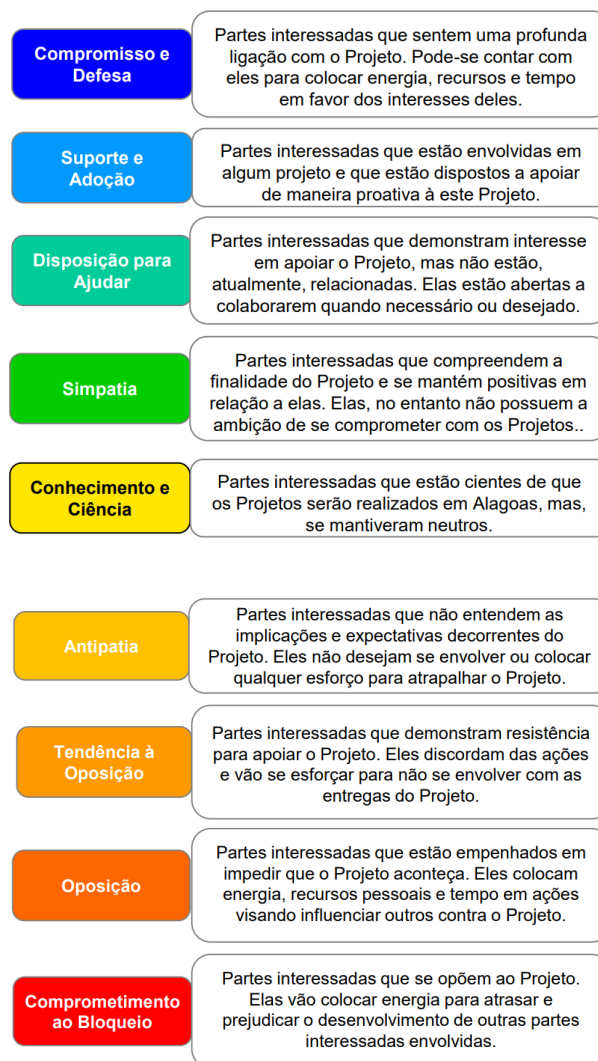 Compromisso e
Defesa
Partes interessadas que sentem uma profunda
ligação com o Projeto. Pode-se contar com
eles para colocar energia, recursos e tempo
em favor dos interesses deles.
Suporte e
Adoção
Partes interessadas que estão envolvidas em
algum projeto e que estão dispostos a apoiar
de maneira proativa à este Projeto.
Disposição para
Ajudar
Partes interessadas que demonstram interesse
em apoiar o Projeto, mas não estão,
atualmente, relacionadas. Elas estão abertas a
colaborarem quando necessário ou desejado.
Simpatia
Partes interessadas que compreendem a
finalidade do Projeto e se mantém positivas em
relação a elas. Elas, no entanto não possuem a
ambição de se comprometer com os Projetos..
Conhecimento e
Ciência
Partes interessadas que estão cientes de que
os Projetos serão realizados em Alagoas, mas,
se mantiveram neutros.
Antipatia
Partes interessadas que não entendem as
implicações e expectativas decorrentes do
Projeto. Eles não desejam se envolver ou colocar
qualquer esforço para atrapalhar o Projeto.
Tendência à
Oposição
Partes interessadas que demonstram resistência
para apoiar o Projeto. Eles discordam das ações
e vão se esforçar para não se envolver com as
entregas do Projeto.
Oposição
Partes interessadas que estão empenhados em
impedir que o Projeto aconteça. Eles colocam
energia, recursos pessoais e tempo em ações
visando influenciar outros contra o Projeto.
Comprometimento
ao Bloqueio
Partes interessadas que se opõem ao Projeto.
Elas vão colocar energia para atrasar e
prejudicar o desenvolvimento de outras partes
interessadas envolvidas.